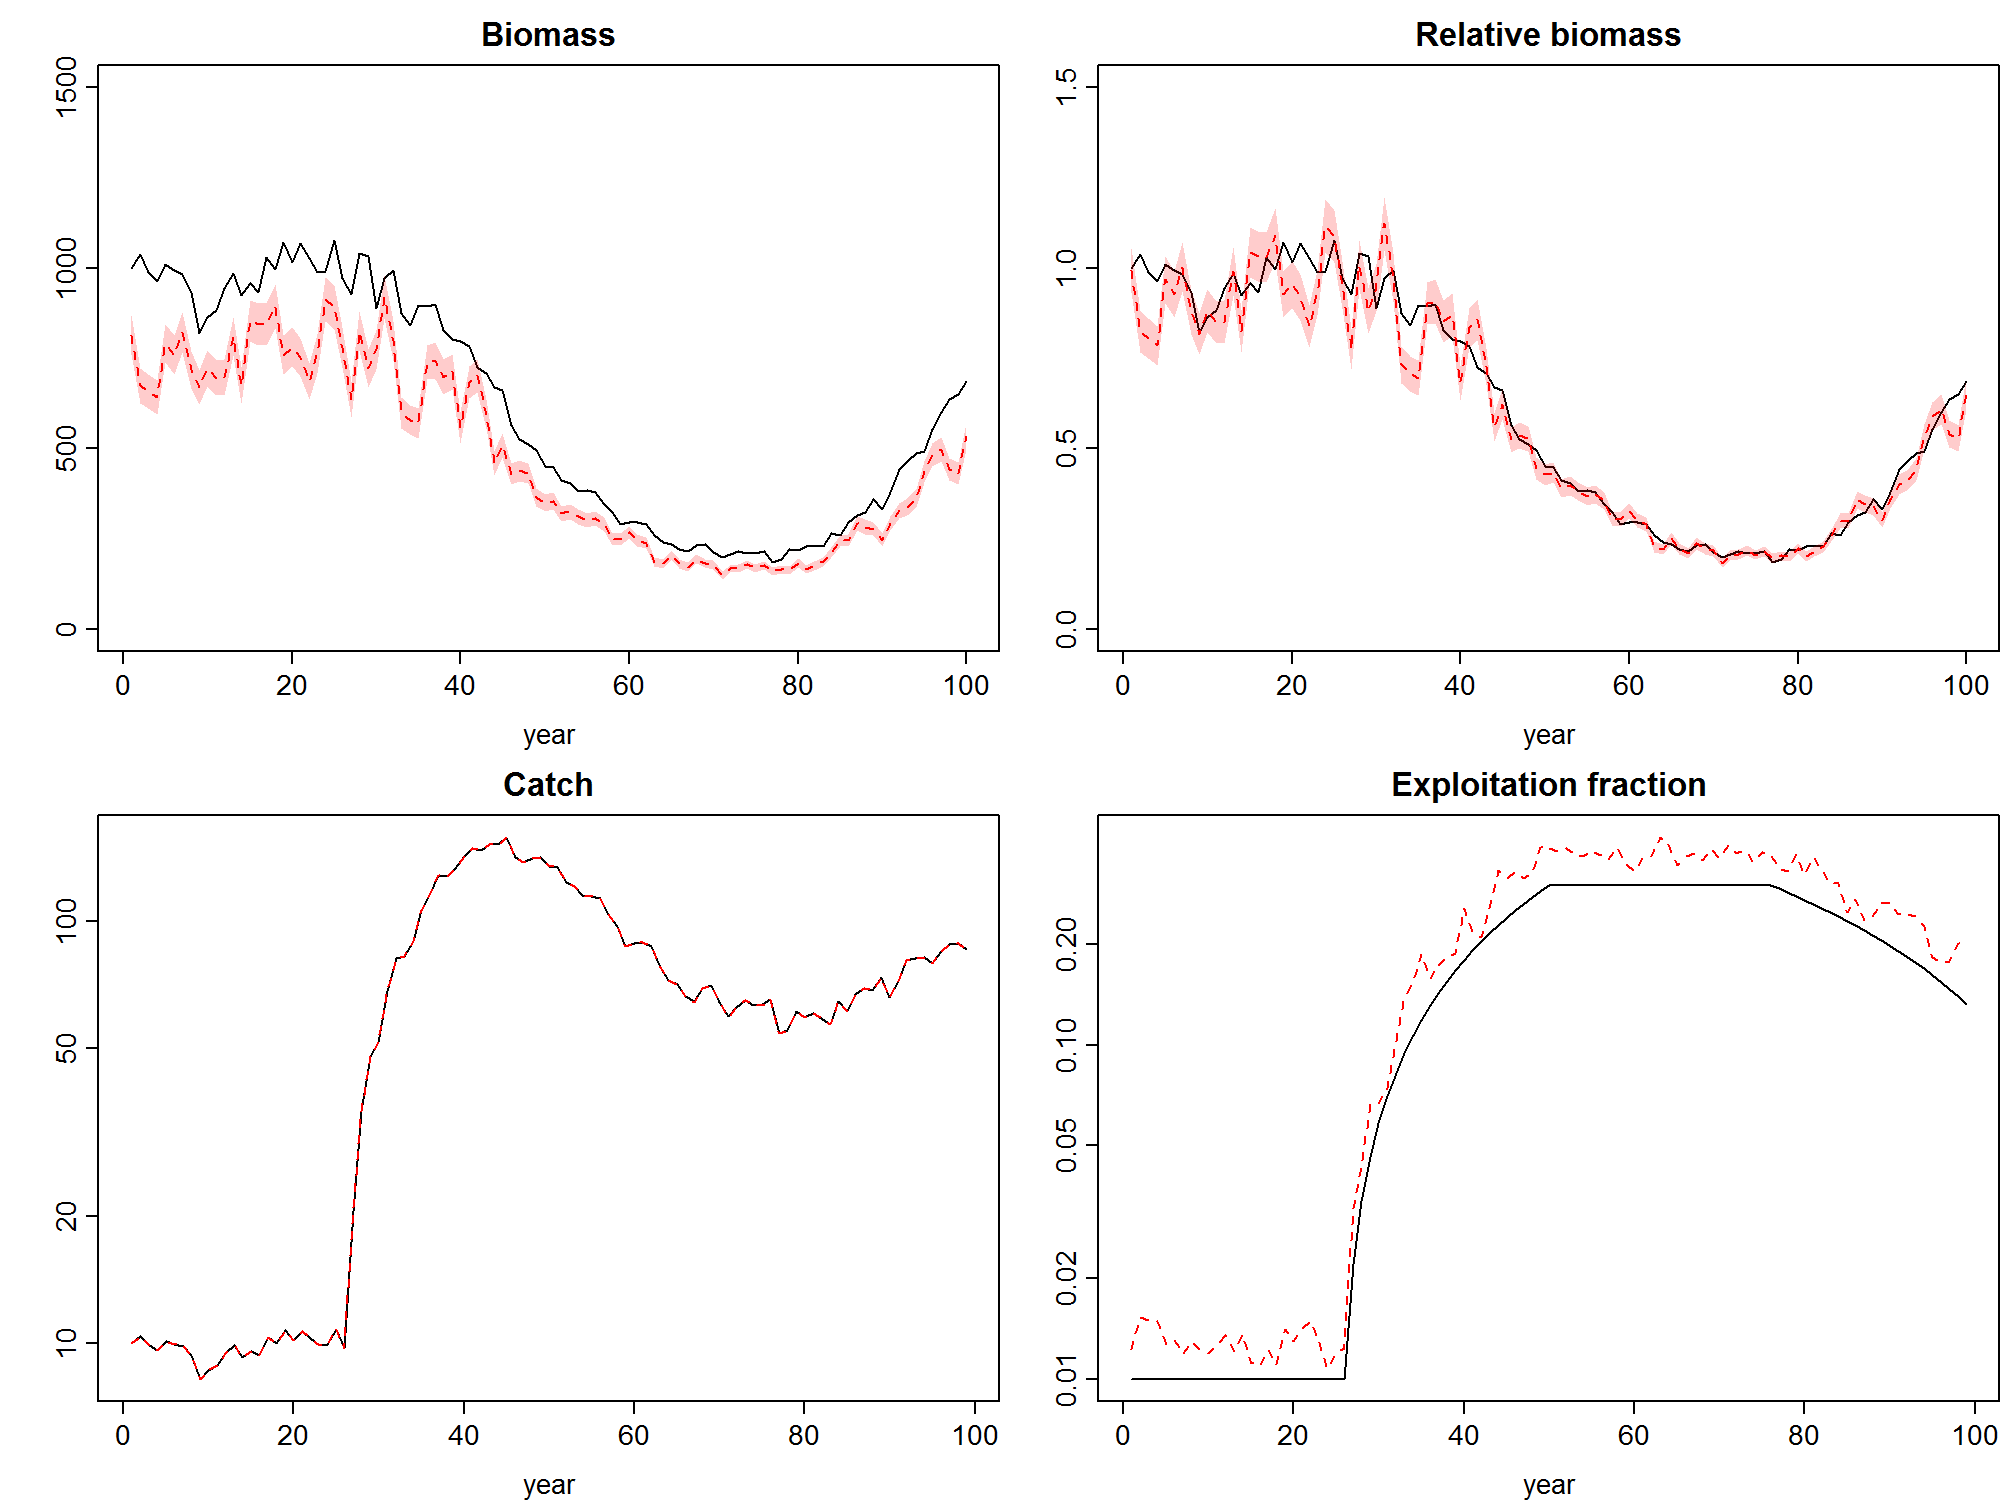 Biomass
1500
1000
500
0
0 20 40 60 80 100
year
Relative biomass
1.5
1.0
0.5
0.0
0 20 40 60 80 100
year
Catch
100
50
20
10
0 20 40 60 80 100
year
Exploitation fraction
0.20
0.10
0.05
0.02
0.01
0 20 40 60 80 100
year